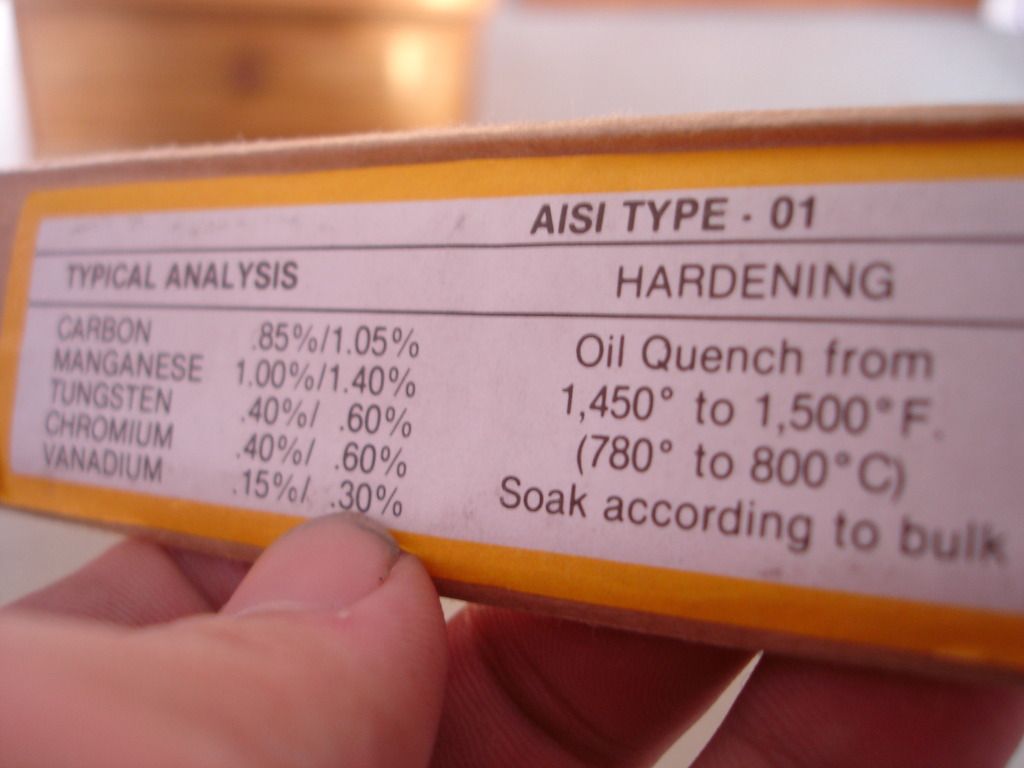 AISI TYPE - 01
TYPICAL ANALYSIS HARDENING
CARBON .85%/1.05%
MANGANESE 1.00%/1.40%
TUNGSTEN .40%/ .60%
CHROMIUM .40%/ .60%
VANADIUM .15%/ .30%
Oil Quench from
1,450° to 1,500°F.
(780° to 800°C)
Soak according to bulk